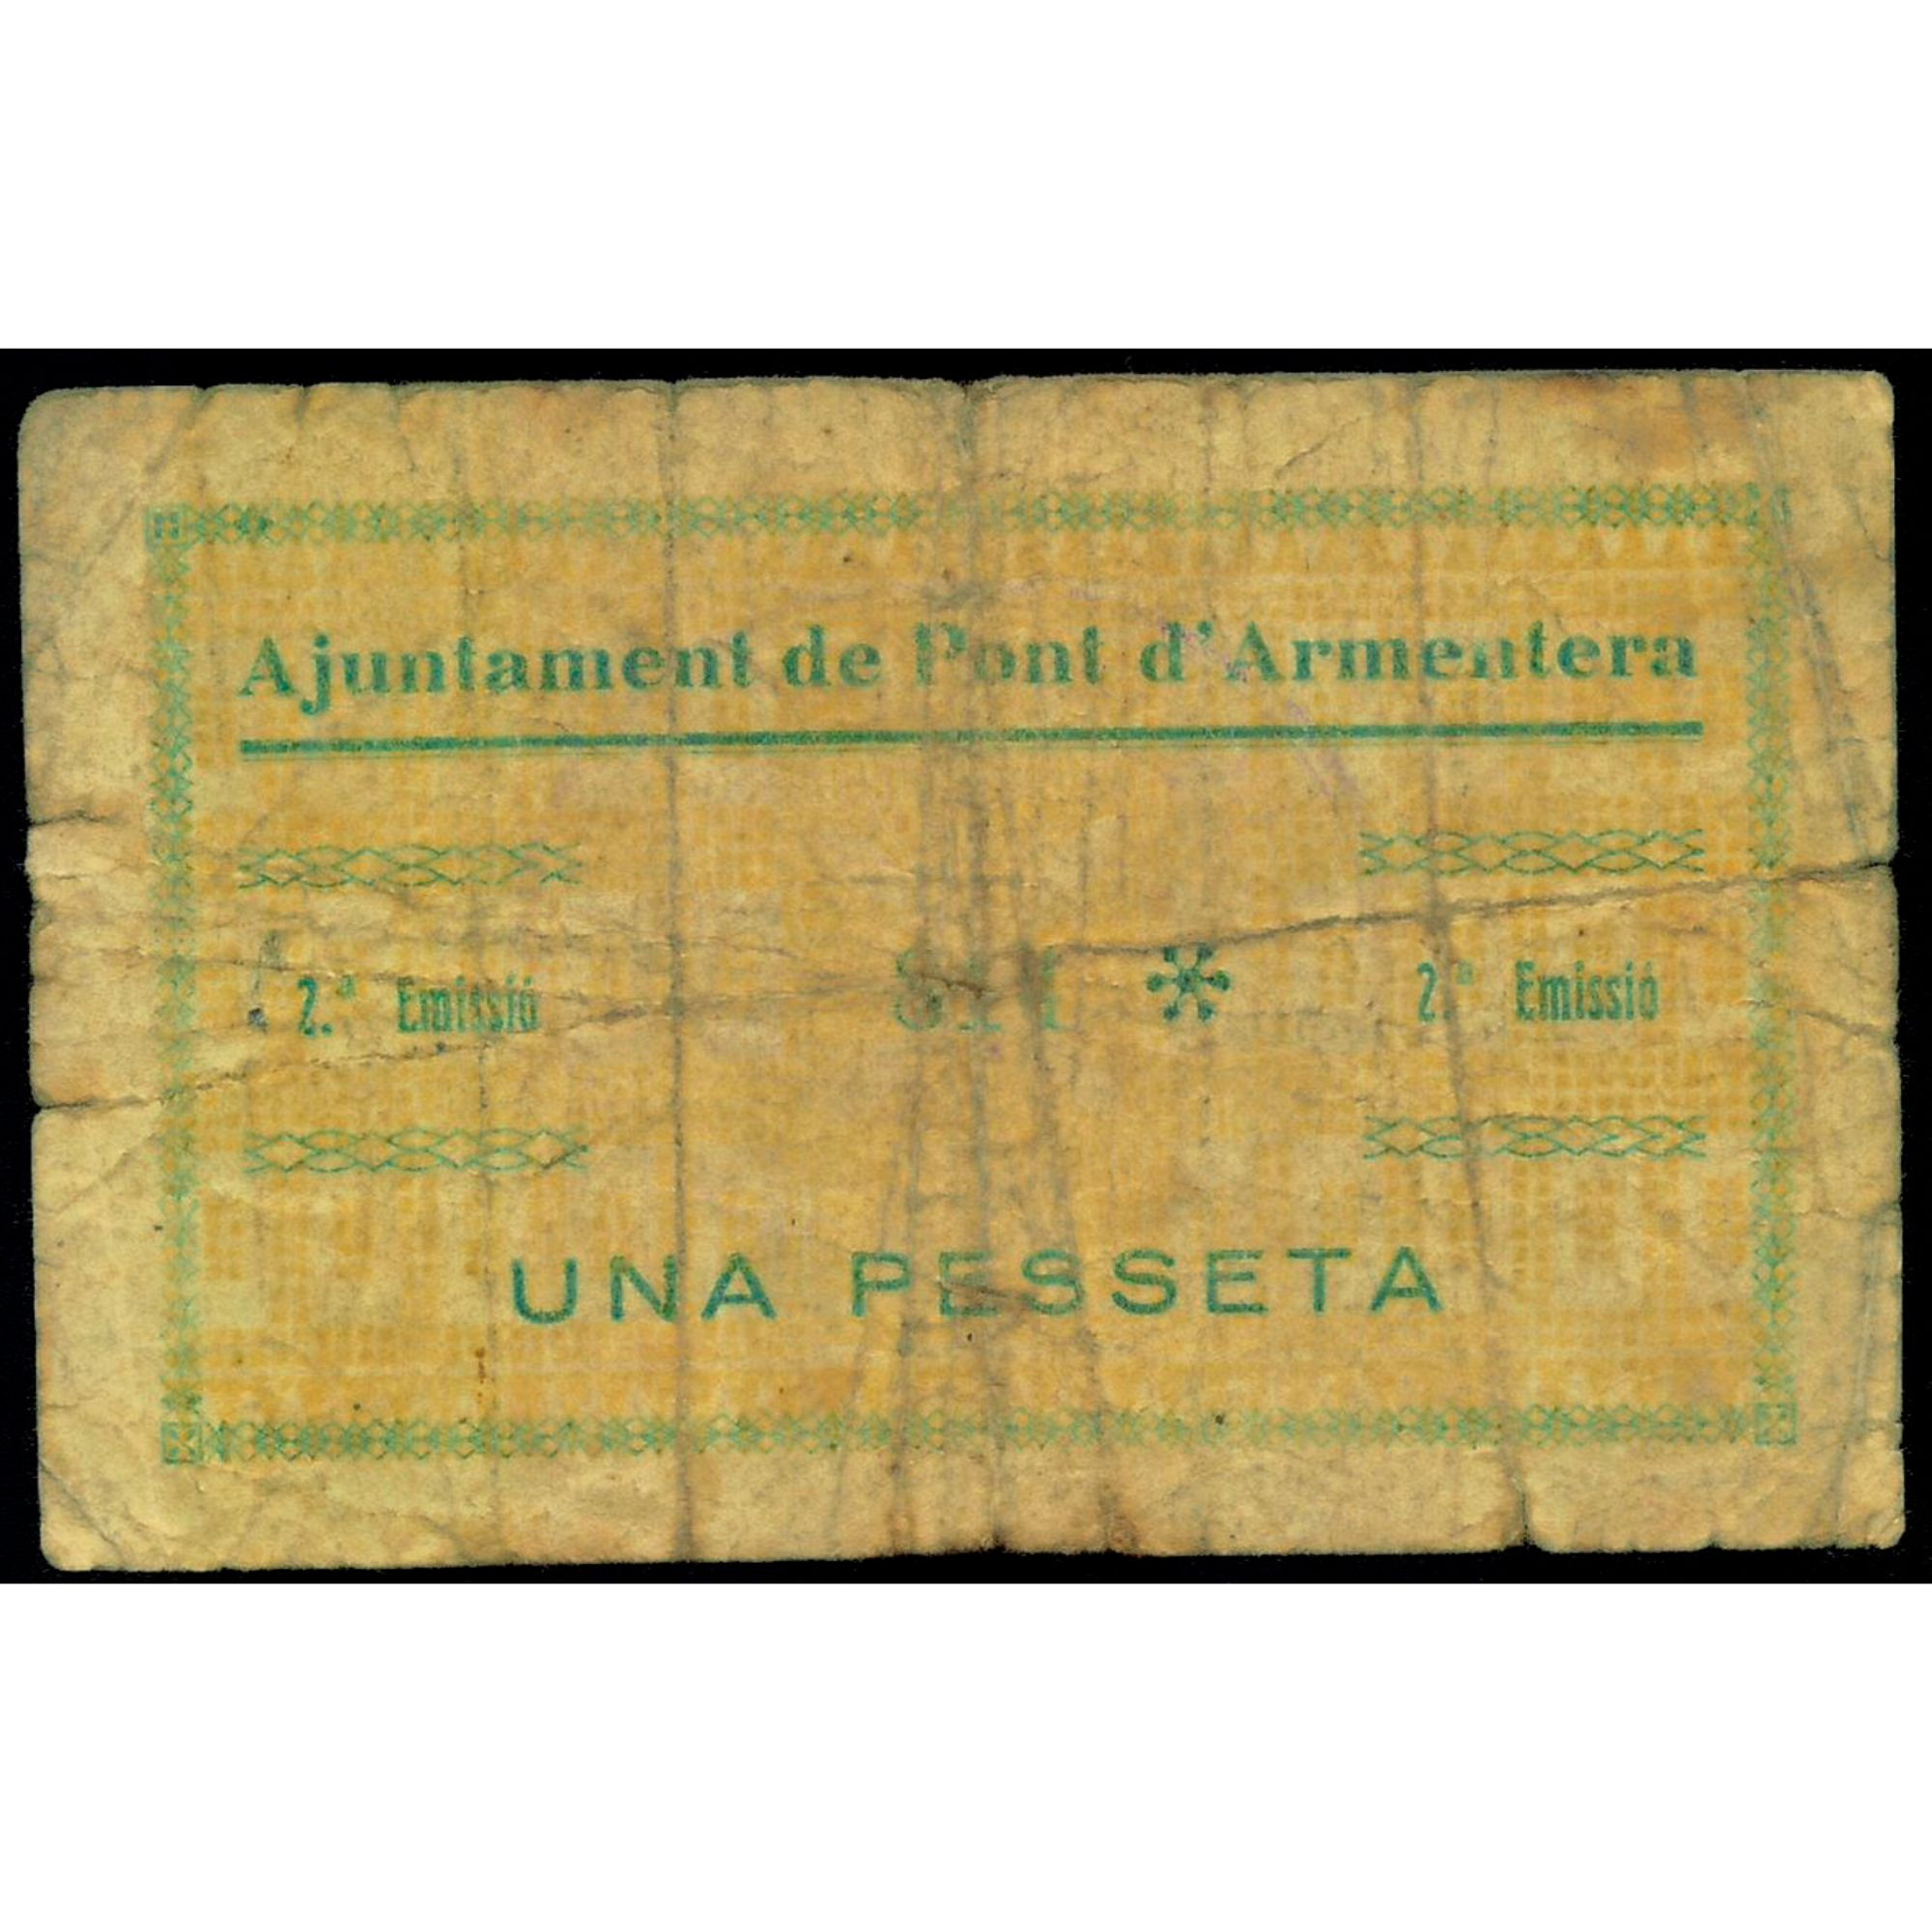 Ajuntament de Pont d'Armentera
2.ª Emissió
2.ª Emissió
UNA PESSETA